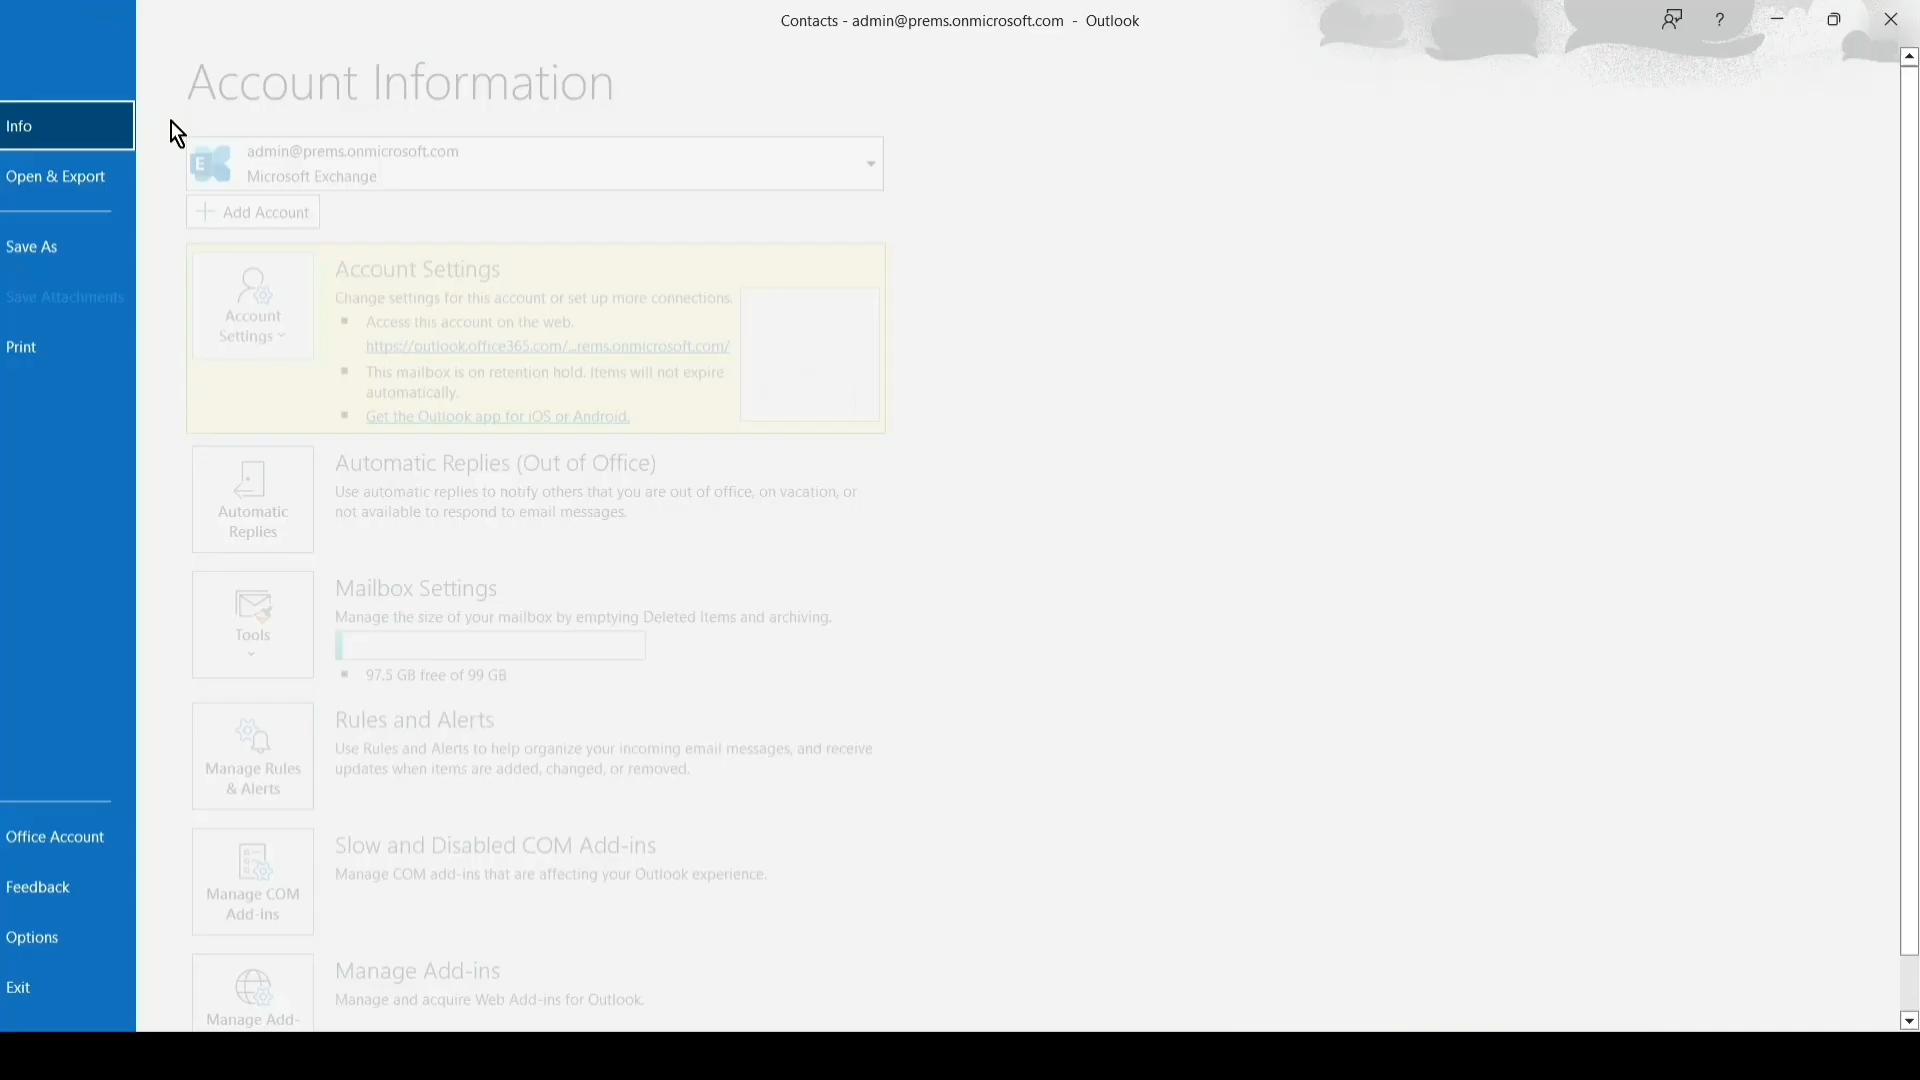 Contacts - admin@prems.onmicrosoft.com - Outlook
?
Info
Open & Export
Save As
Save Attachments
Print
Office Account
Feedback
Options
Exit
Account Information
E
admin@prems.onmicrosoft.com
Microsoft Exchange
Add Account
Account
Settings
Account Settings
Change settings for this account or set up more connections.
Access this account on the web.
https://outlook.office365.com/...rems.onmicrosoft.com/
This mailbox is on retention hold. Items will not expire
automatically.
Get the Outlook app for iOS or Android.
Automatic
Replies
Automatic Replies (Out of Office)
Use automatic replies to notify others that you are out of office, on vacation, or
not available to respond to email messages.
Tools
Mailbox Settings
Manage the size of your mailbox by emptying Deleted Items and archiving.
97.5 GB free of 99 GB
Manage Rules
& Alerts
Rules and Alerts
Use Rules and Alerts to help organize your incoming email messages, and receive
updates when items are added, changed, or removed.
Manage COM
Add-ins
Slow and Disabled COM Add-ins
Manage COM add-ins that are affecting your Outlook experience.
Manage Add-
Manage Add-ins
Manage and acquire Web Add-ins for Outlook.